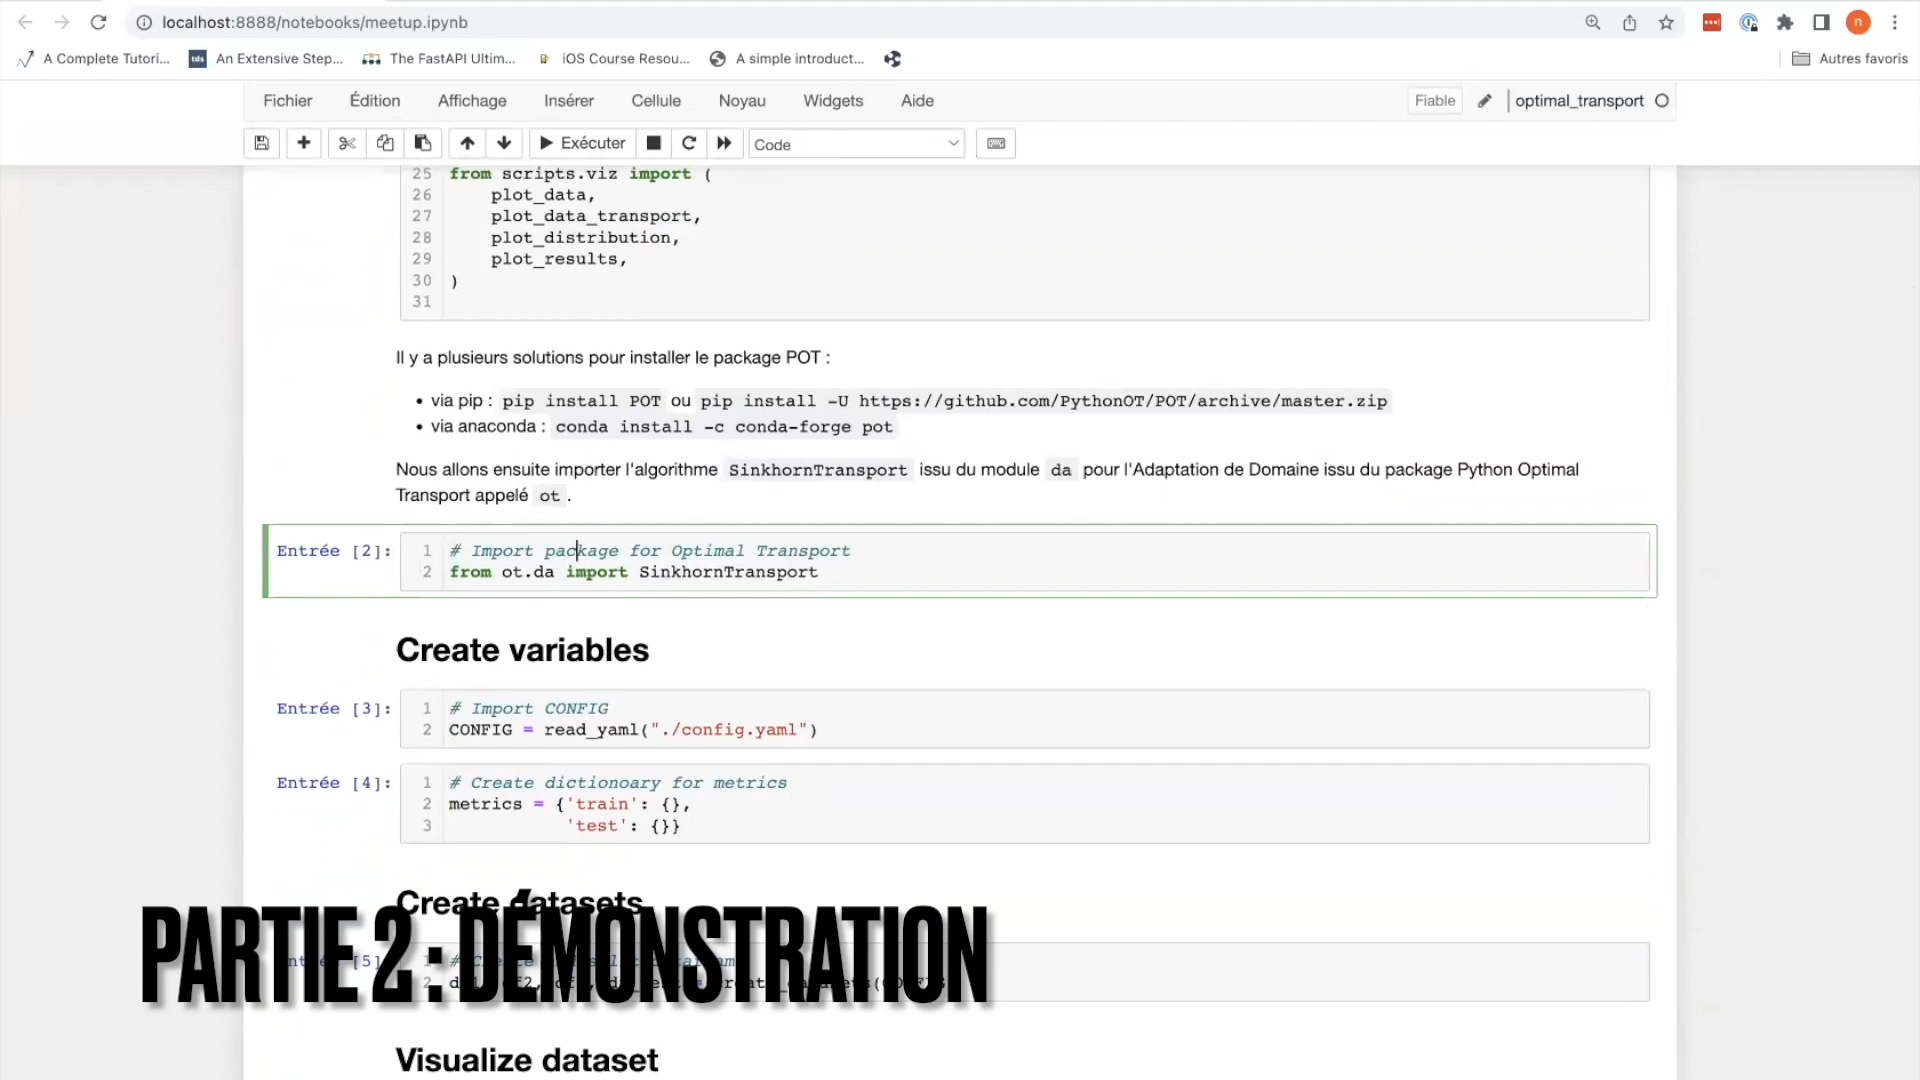 localhost:8888/notebooks/meetup.ipynb
n
A Complete Tutori... tds An Extensive Step... The FastAPI Ultim... iOS Course Resou... A simple introduct... Autres favoris
Fichier Édition Affichage Insérer Cellule Noyau Widgets Aide Fiable optimal_transport
Exécuter Code
25 from scripts.viz import (
26 plot_data,
27 plot_data_transport,
28 plot_distribution,
29 plot_results,
30 )
31
Il y a plusieurs solutions pour installer le package POT :
• via pip : pip install POT ou pip install -U https://github.com/PythonOT/POT/archive/master.zip
• via anaconda : conda install -c conda-forge pot
Nous allons ensuite importer l'algorithme SinkhornTransport issu du module da pour l'Adaptation de Domaine issu du package Python Optimal
Transport appelé ot .
Entrée [2]: 1 # Import package for Optimal Transport
2 from ot.da import SinkhornTransport
Create variables
Entrée [3]: 1 # Import CONFIG
2 CONFIG = read_yaml("./config.yaml")
Entrée [4]: 1 # Create dictionoary for metrics
2 metrics = {'train': {},
3 'test': {}}
Create datasets
PARTIE 2 : DÉMONSTRATION
[5]
Visualize dataset